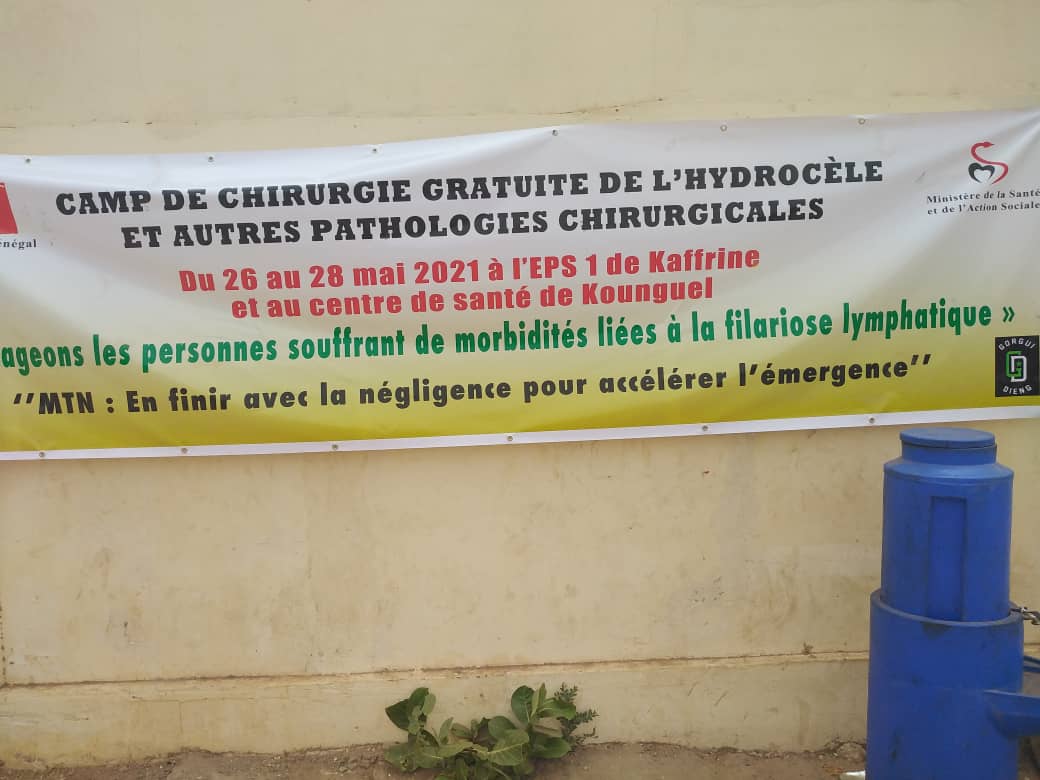 CAMP DE CHIRURGIE GRATUITE DE L'HYDROCÈLE
ET AUTRES PATHOLOGIES CHIRURGICALES
Du 26 au 28 mai 2021 à l'EPS 1 de Kaffrine
et au centre de santé de Kounguel
ageons les personnes souffrant de morbidités liées à la filariose lymphatique »
‘’MTN : En finir avec la négligence pour accélérer l'émergence’’
énégal
Ministère de la Santé
et de l'Action Sociale
GORGUI
DIENG